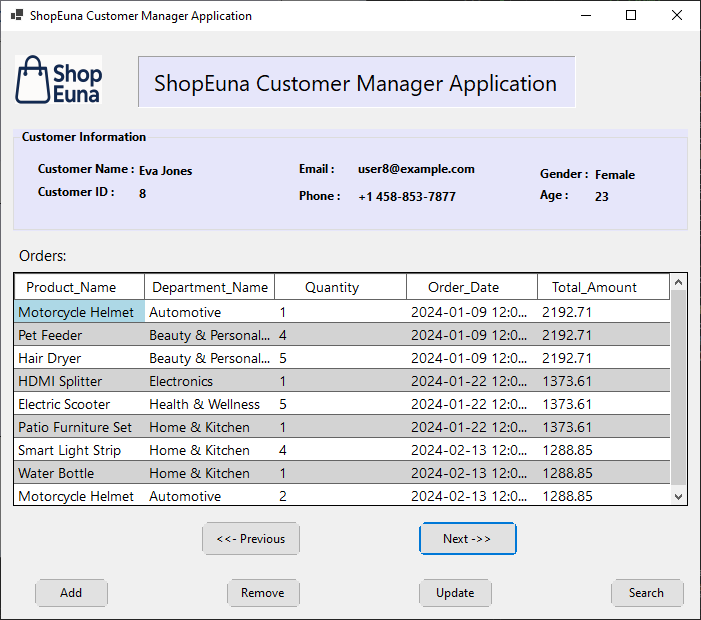 ShopEuna Customer Manager Application
Shop
Euna
ShopEuna Customer Manager Application
Customer Information
Customer Name : Eva Jones Email : user8@example.com Gender : Female
Customer ID : 8 Phone : +1 458-853-7877 Age : 23
Orders:
Product_Name Department_Name Quantity Order_Date Total_Amount
Motorcycle Helmet Automotive 1 2024-01-09 12:0... 2192.71
Pet Feeder Beauty & Personal... 4 2024-01-09 12:0... 2192.71
Hair Dryer Beauty & Personal... 5 2024-01-09 12:0... 2192.71
HDMI Splitter Electronics 1 2024-01-22 12:0... 1373.61
Electric Scooter Health & Wellness 5 2024-01-22 12:0... 1373.61
Patio Furniture Set Home & Kitchen 1 2024-01-22 12:0... 1373.61
Smart Light Strip Home & Kitchen 4 2024-02-13 12:0... 1288.85
Water Bottle Home & Kitchen 1 2024-02-13 12:0... 1288.85
Motorcycle Helmet Automotive 2 2024-02-13 12:0... 1288.85
<<- Previous Next ->>
Add Remove Update Search